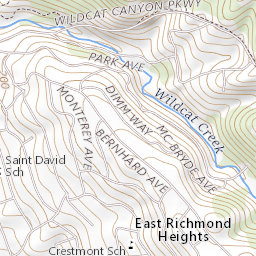 WILDCAT CANYON PKWY
PARK AVE
Wildcat Creek
DIMM WAY
MONTEREY AVE
BERNHARD AVE
MC BRYDE AVE
Saint David
Sch
East Richmond
Heights
Crestmont Sch